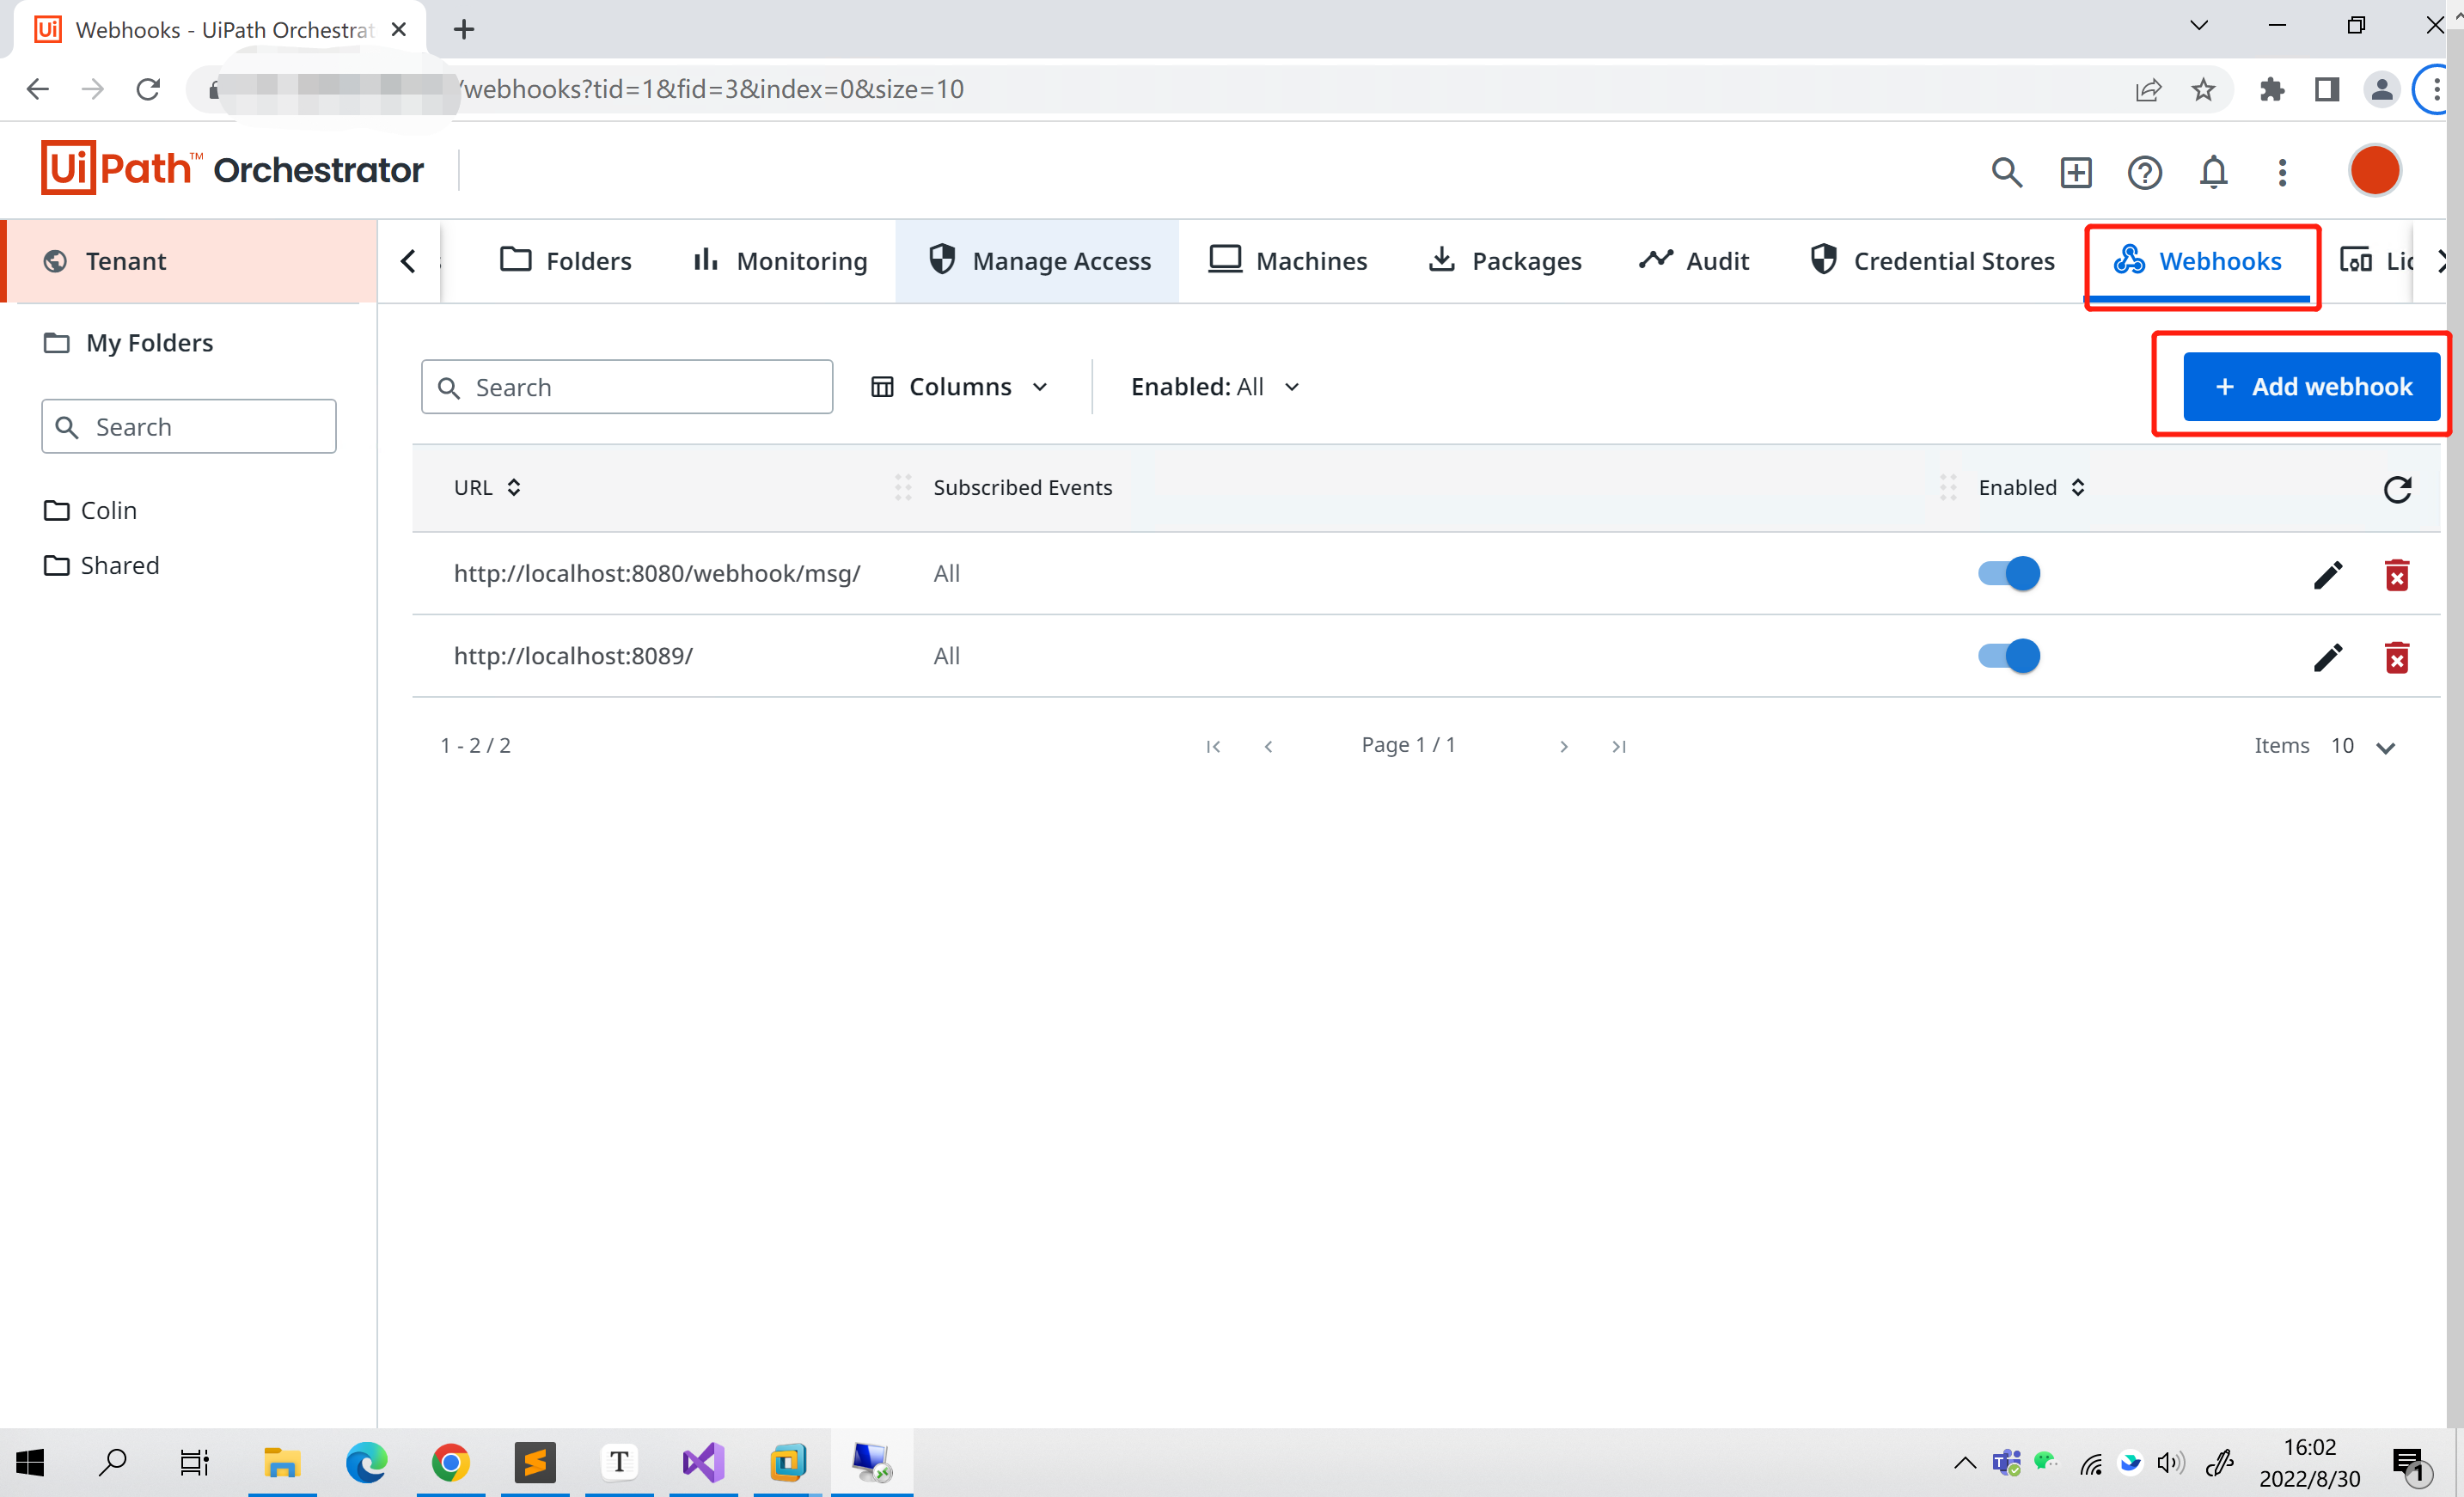 Webhooks - UiPath Orchestrat
/webhooks?tid=1&fid=3&index=0&size=10
UiPath™ Orchestrator
Tenant
Folders
Monitoring
Manage Access
Machines
Packages
Audit
Credential Stores
Webhooks
Lic
My Folders
Search
Colin
Shared
Search
Columns
Enabled: All
+ Add webhook
URL
Subscribed Events
Enabled
http://localhost:8080/webhook/msg/ All
http://localhost:8089/ All
1 - 2 / 2
Page 1 / 1
Items 10
16:02
2022/8/30
1